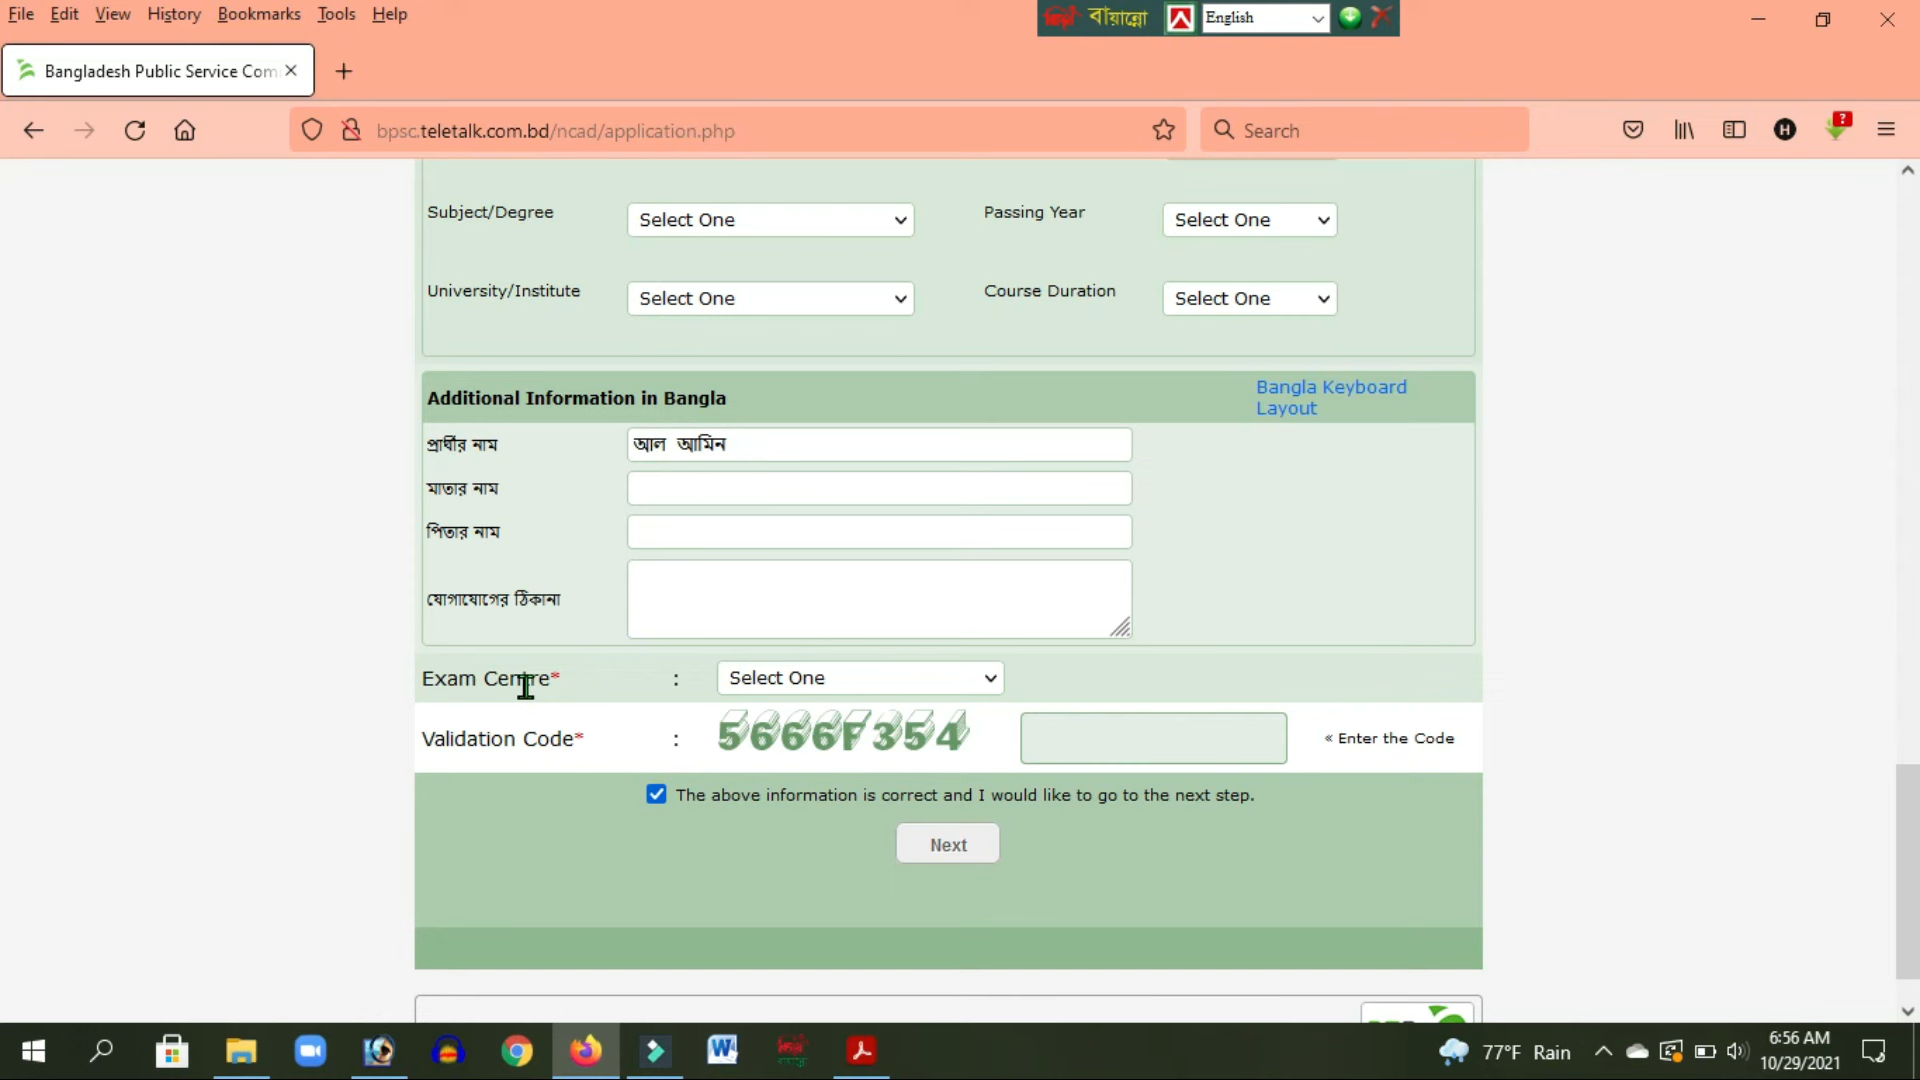 File Edit View History Bookmarks Tools Help
বায়ান্নো English
Bangladesh Public Service Com
bpsc.teletalk.com.bd/ncad/application.php
Search
H
?
Subject/Degree Select One Passing Year Select One
University/Institute Select One Course Duration Select One
Additional Information in Bangla
Bangla Keyboard
Layout
প্রার্থীর নাম আল আমিন
মাতার নাম
পিতার নাম
যোগাযোগের ঠিকানা
Exam Centre* : Select One
Validation Code* : 5666F354 « Enter the Code
The above information is correct and I would like to go to the next step.
Next
77°F Rain
6:56 AM
10/29/2021